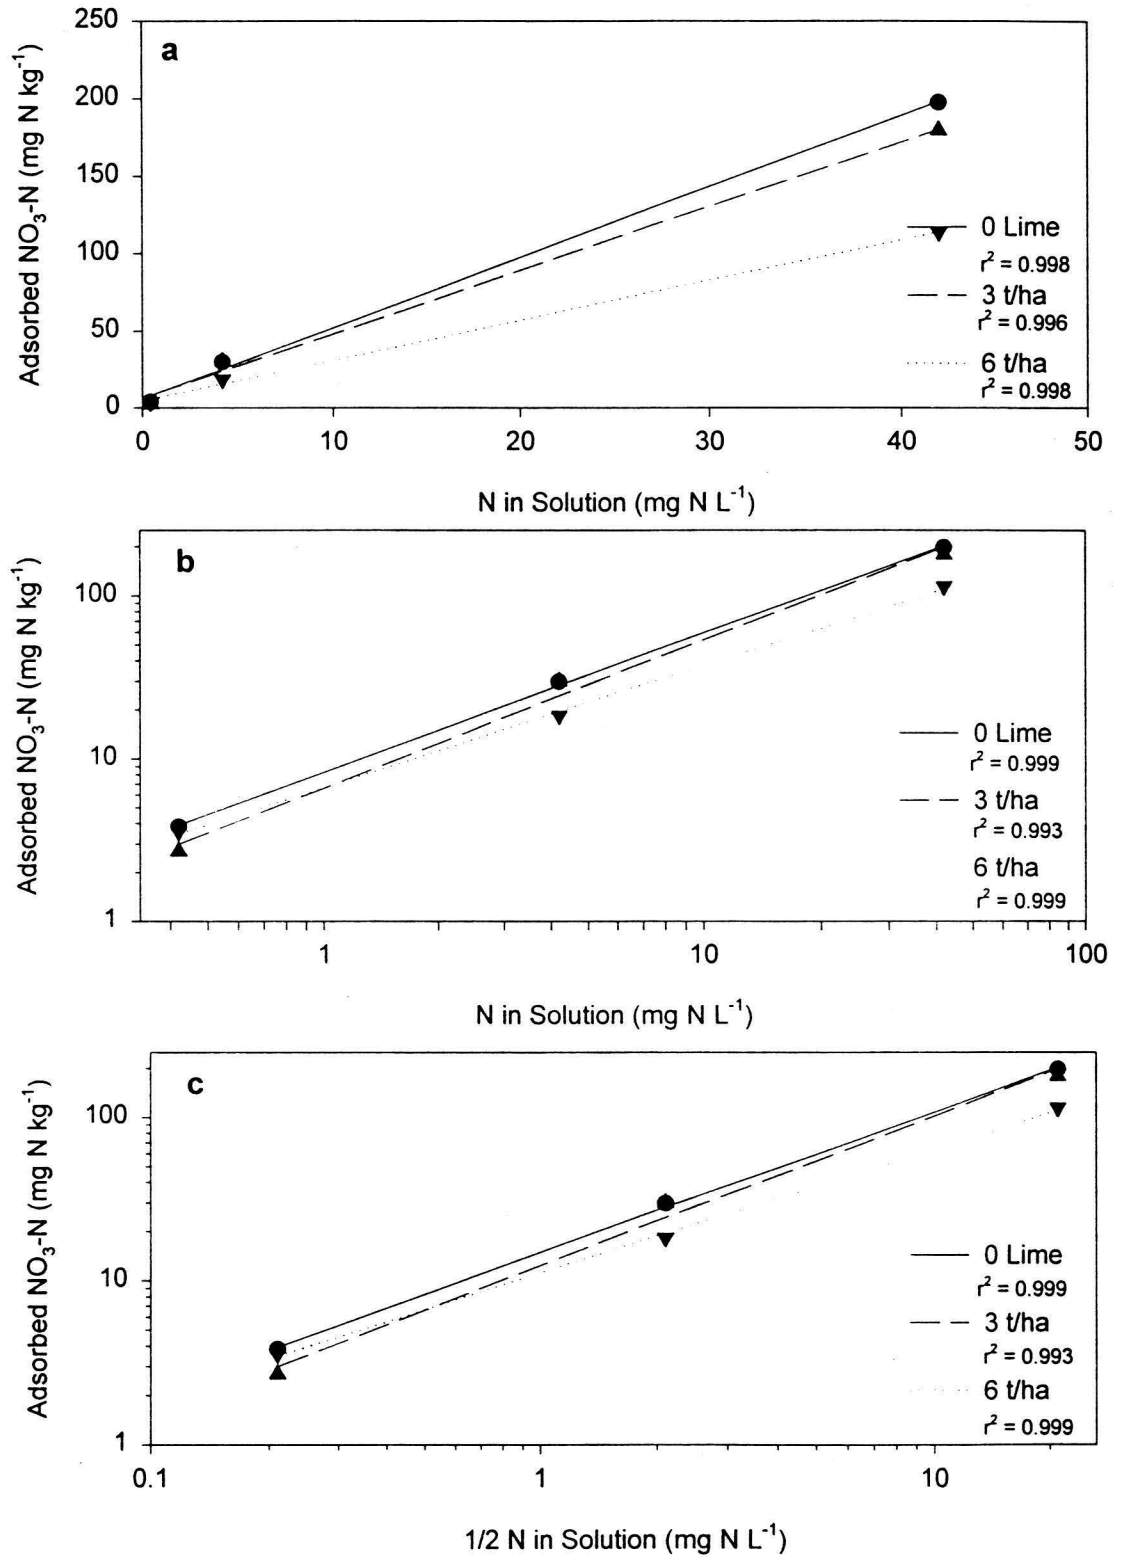 a
Adsorbed NO₃-N (mg N kg⁻¹)
250
200
150
100
50
0
0 Lime
r² = 0.998
3 t/ha
r² = 0.996
6 t/ha
r² = 0.998
0 10 20 30 40 50
N in Solution (mg N L⁻¹)
b
Adsorbed NO₃-N (mg N kg⁻¹)
100
10
1
0 Lime
r² = 0.999
3 t/ha
r² = 0.993
6 t/ha
r² = 0.999
1 10 100
N in Solution (mg N L⁻¹)
c
Adsorbed NO₃-N (mg N kg⁻¹)
100
10
1
0 Lime
r² = 0.999
3 t/ha
r² = 0.993
6 t/ha
r² = 0.999
0.1 1 10
1/2 N in Solution (mg N L⁻¹)